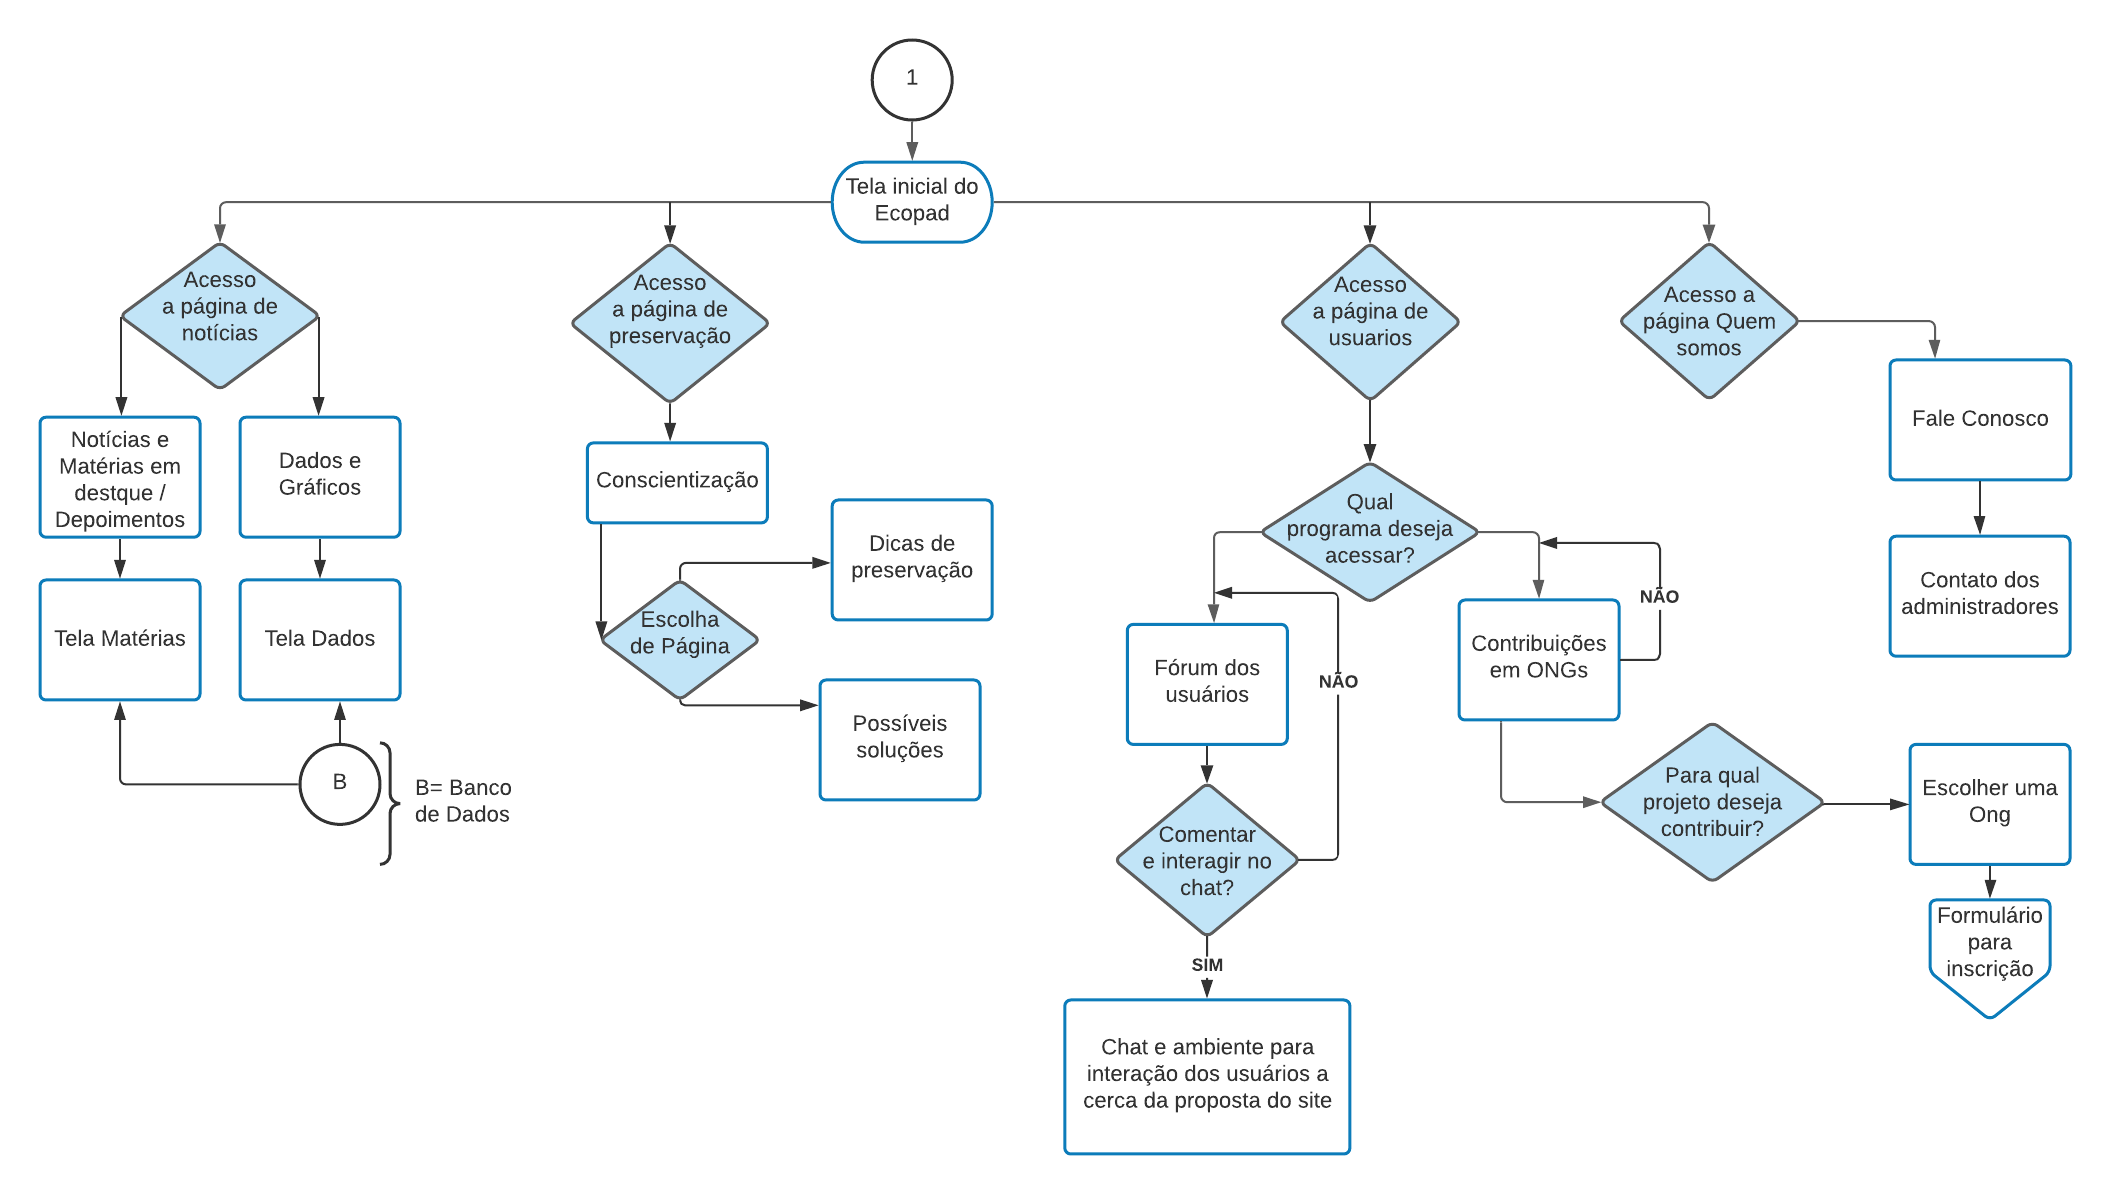 1
Tela inicial do
Ecopad
Acesso
a página de
notícias
Acesso
a página de
preservação
Acesso
a página de
usuarios
Acesso a
página Quem
somos
Notícias e
Matérias em
destque /
Depoimentos
Dados e
Gráficos
Conscientização
Dicas de
preservação
Qual
programa deseja
acessar?
Fale Conosco
Tela Matérias
Tela Dados
Escolha
de Página
Possíveis
soluções
Fórum dos
usuários
NÃO
Contribuições
em ONGs
NÃO
Contato dos
administradores
B
B= Banco
de Dados
Comentar
e interagir no
chat?
Para qual
projeto deseja
contribuir?
Escolher uma
Ong
SIM
Formulário
para
inscrição
Chat e ambiente para
interação dos usuários a
cerca da proposta do site